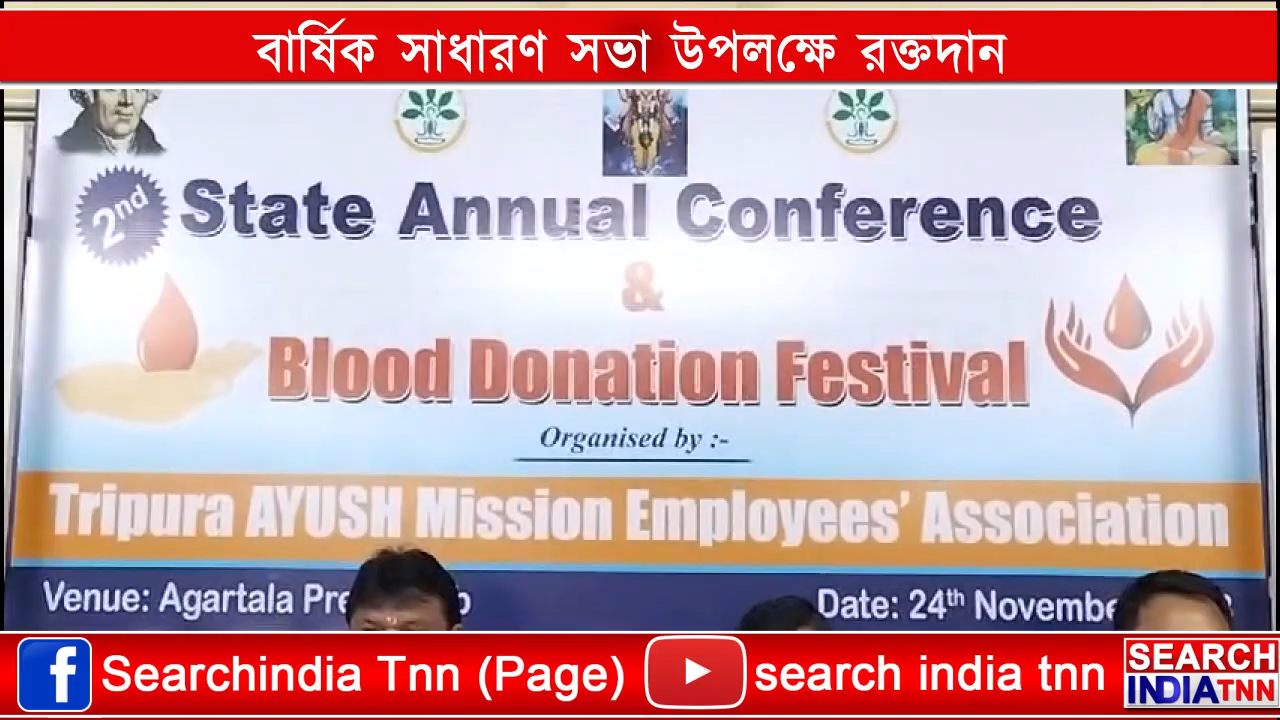 বার্ষিক সাধারণ সভা উপলক্ষে রক্তদান
2nd State Annual Conference
&
Blood Donation Festival
Organised by :-
Tripura AYUSH Mission Employees' Association
Venue: Agartala
Date: 24th
Searchindia Tnn (Page)
search india tnn
SEARCH
INDIATNN